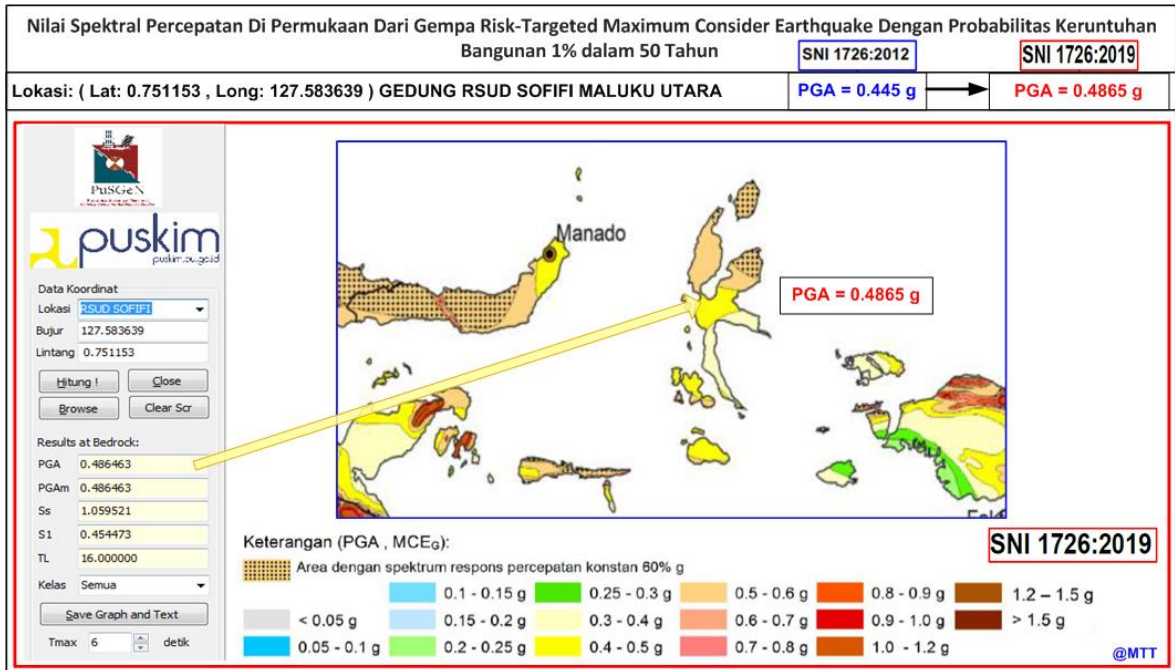 Nilai Spektral Percepatan Di Permukaan Dari Gempa Risk-Targeted Maximum Consider Earthquake Dengan Probabilitas Keruntuhan
Bangunan 1% dalam 50 Tahun
SNI 1726:2012
SNI 1726:2019
Lokasi: ( Lat: 0.751153 , Long: 127.583639 ) GEDUNG RSUD SOFIFI MALUKU UTARA
PGA = 0.445 g
PGA = 0.4865 g
PuSGeN
puskim
puskim.pu.go.id
Data Koordinat
Lokasi RSUD SOFIFI
Bujur 127.583639
Lintang 0.751153
Hitung !
Close
Browse
Clear Scr
Results at Bedrock:
PGA 0.486463
PGAm 0.486463
Ss 1.059521
S1 0.454473
TL 16.000000
Kelas Semua
Save Graph and Text
Tmax 6 detik
Manado
PGA = 0.4865 g
SNI 1726:2019
Keterangan (PGA , MCEG):
Area dengan spektrum respons percepatan konstan 60% g
0.1 - 0.15 g
0.25 - 0.3 g
0.5 - 0.6 g
0.8 - 0.9 g
1.2 – 1.5 g
< 0.05 g
0.15 - 0.2 g
0.3 - 0.4 g
0.6 - 0.7 g
0.9 - 1.0 g
> 1.5 g
0.05 - 0.1 g
0.2 - 0.25 g
0.4 - 0.5 g
0.7 - 0.8 g
1.0 - 1.2 g
@MTT